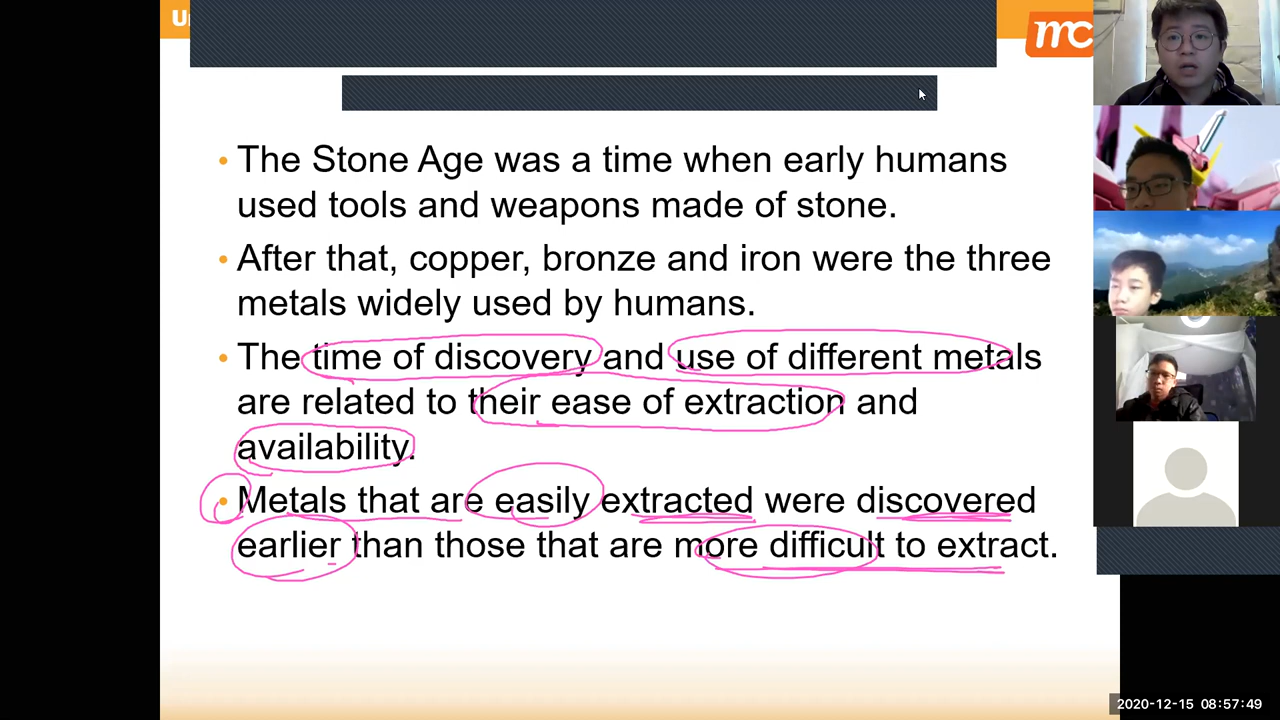 mc
The Stone Age was a time when early humans
used tools and weapons made of stone.
After that, copper, bronze and iron were the three
metals widely used by humans.
The time of discovery and use of different metals
are related to their ease of extraction and
availability.
Metals that are easily extracted were discovered
earlier than those that are more difficult to extract.
2020-12-15 08:57:49